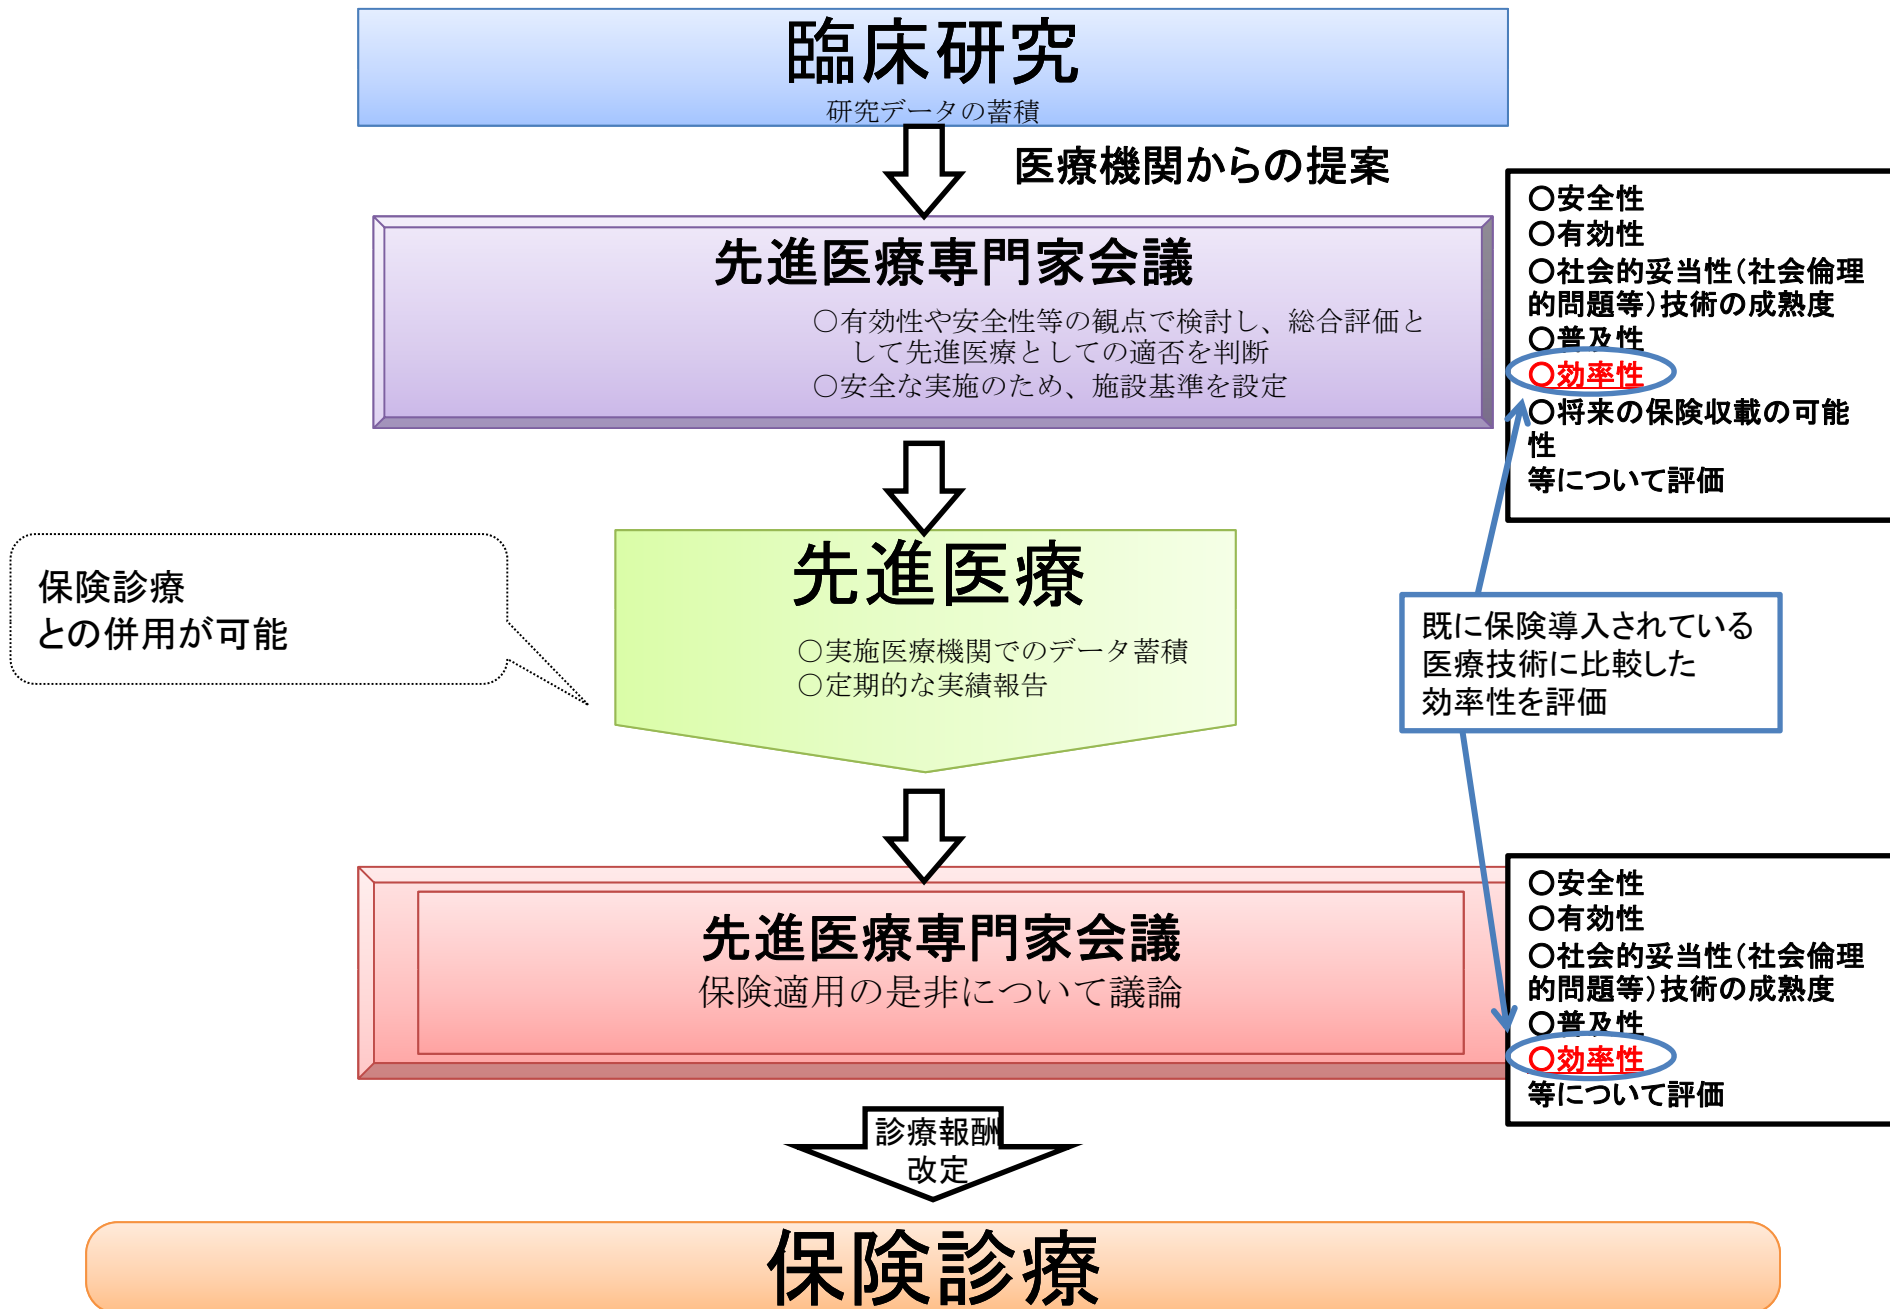 臨床研究
研究データの蓄積
医療機関からの提案
先進医療専門家会議
○有効性や安全性等の観点で検討し、総合評価と
して先進医療としての適否を判断
○安全な実施のため、施設基準を設定
○安全性
○有効性
○社会的妥当性(社会倫理
的問題等)技術の成熟度
○普及性
○効率性
○将来の保険収載の可能
性
等について評価
保険診療
との併用が可能
先進医療
○実施医療機関でのデータ蓄積
○定期的な実績報告
既に保険導入されている
医療技術に比較した
効率性を評価
先進医療専門家会議
保険適用の是非について議論
○安全性
○有効性
○社会的妥当性(社会倫理
的問題等)技術の成熟度
○普及性
○効率性
等について評価
診療報酬
改定
保険診療